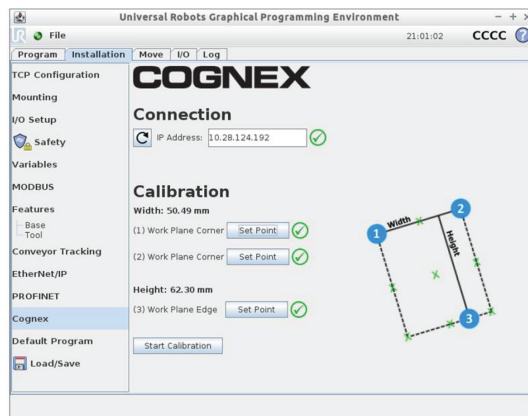 Universal Robots Graphical Programming Environment
File
21:01:02
CCCC
?
Program
Installation
Move
I/O
Log
TCP Configuration
Mounting
I/O Setup
Safety
Variables
MODBUS
Features
Base
Tool
Conveyor Tracking
EtherNet/IP
PROFINET
Cognex
Default Program
Load/Save
COGNEX
Connection
IP Address: 10.28.124.192
Calibration
Width: 50.49 mm
(1) Work Plane Corner Set Point
(2) Work Plane Corner Set Point
Height: 62.30 mm
(3) Work Plane Edge Set Point
Start Calibration
1
Width
2
Height
3